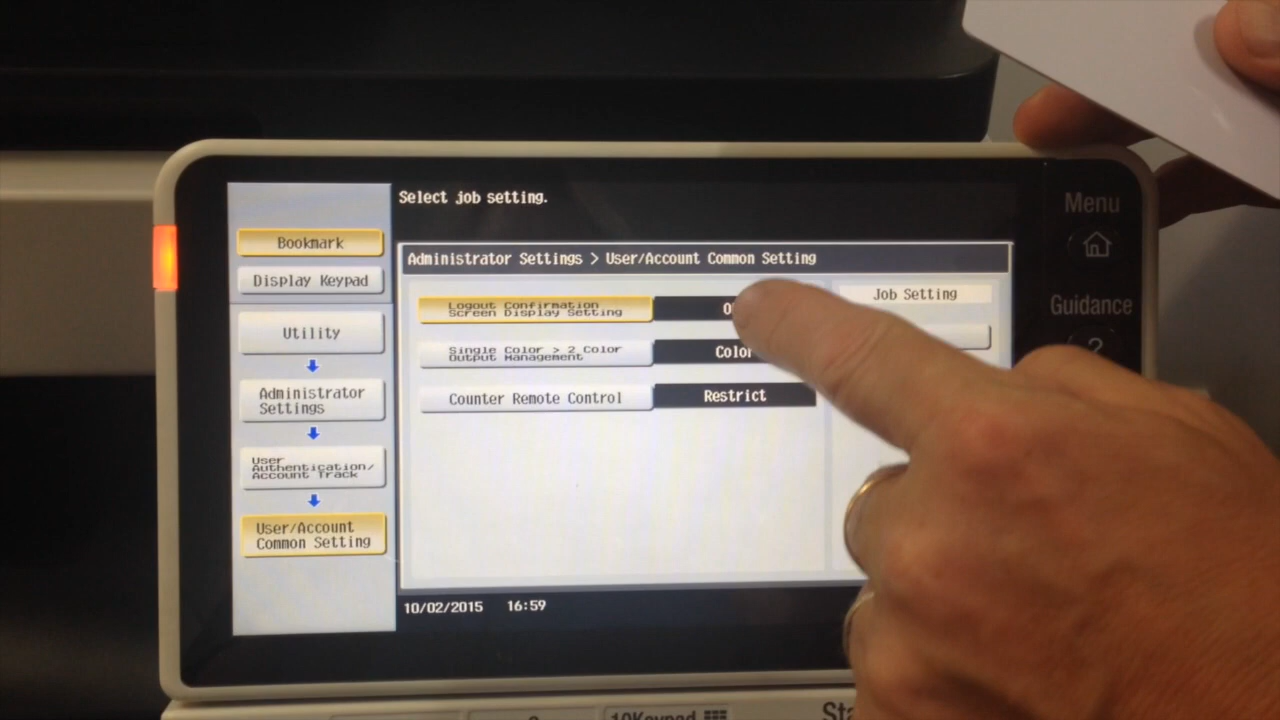 Select job setting.
Bookmark
Display Keypad
Utility
Administrator
Settings
User
Authentication/
Account Track
User/Account
Common Setting
Administrator Settings > User/Account Common Setting
Logout Confirmation
Screen Display Setting
Single Color > 2 Color
Output Management
Color
Counter Remote Control
Restrict
Job Setting
10/02/2015 16:59
Menu
Guidance
?
10Keypad